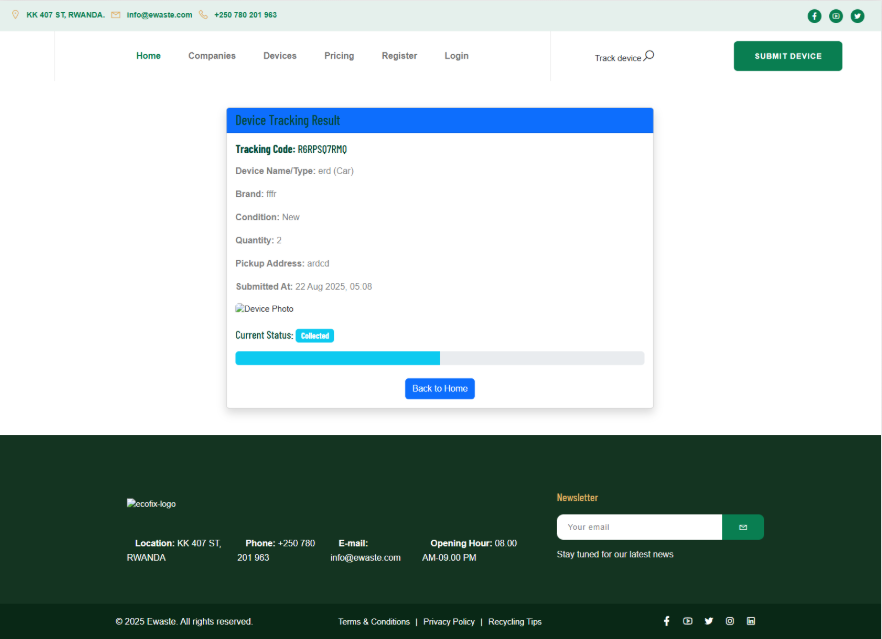 KK 407 ST, RWANDA. info@ewaste.com +250 780 201 963
Home Companies Devices Pricing Register Login Track device SUBMIT DEVICE
Device Tracking Result
Tracking Code: R6RPSQ7RMQ
Device Name/Type: erd (Car)
Brand: fffr
Condition: New
Quantity: 2
Pickup Address: ardcd
Submitted At: 22 Aug 2025, 05:08
Device Photo
Current Status: Collected
Back to Home
ecofix-logo
Location: KK 407 ST, RWANDA
Phone: +250 780 201 963
E-mail: info@ewaste.com
Opening Hour: 08.00 AM-09.00 PM
Newsletter
Your email
Stay tuned for our latest news
© 2025 Ewaste. All rights reserved. Terms & Conditions | Privacy Policy | Recycling Tips